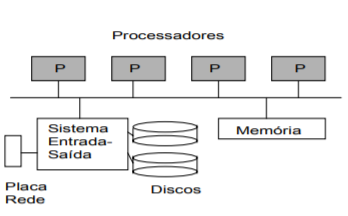 Processadores
P P P P
Sistema
Entrada-
Saída
Memória
Placa
Rede
Discos